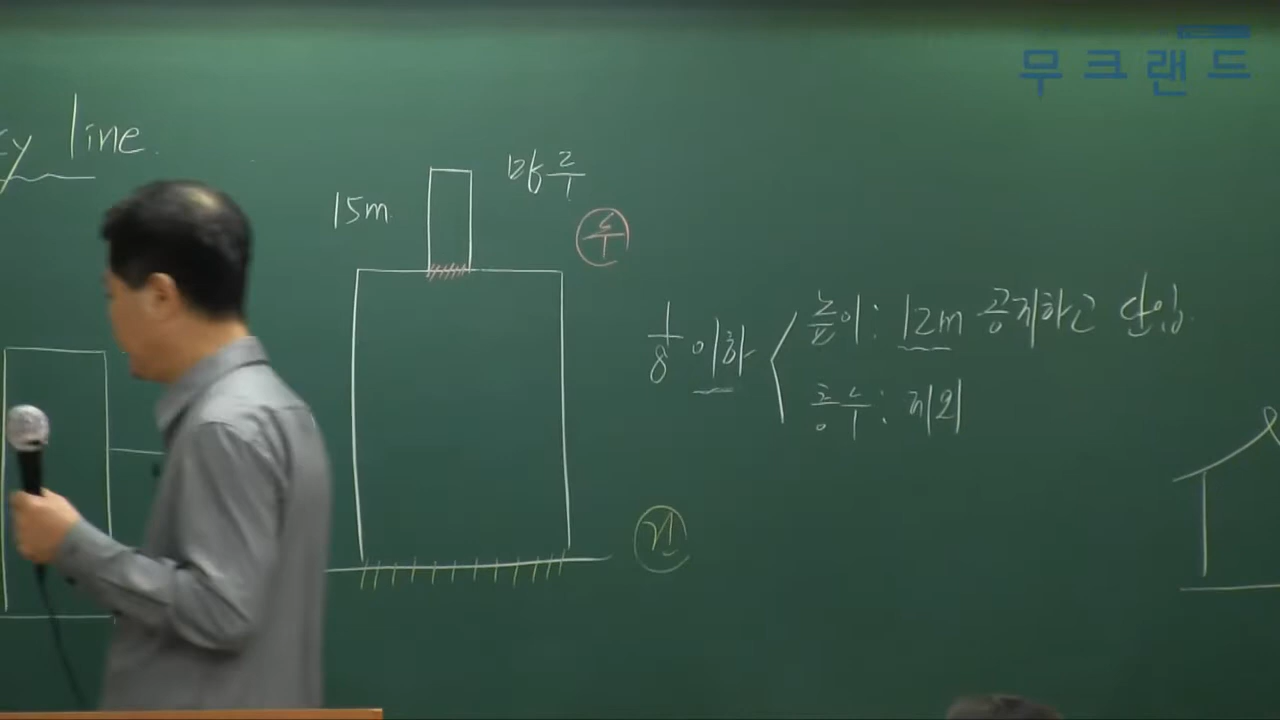 무크랜드
line.
15m
망루
수
1/8 이하
높이: 12m 공제하고 산입.
층수: 제외
건